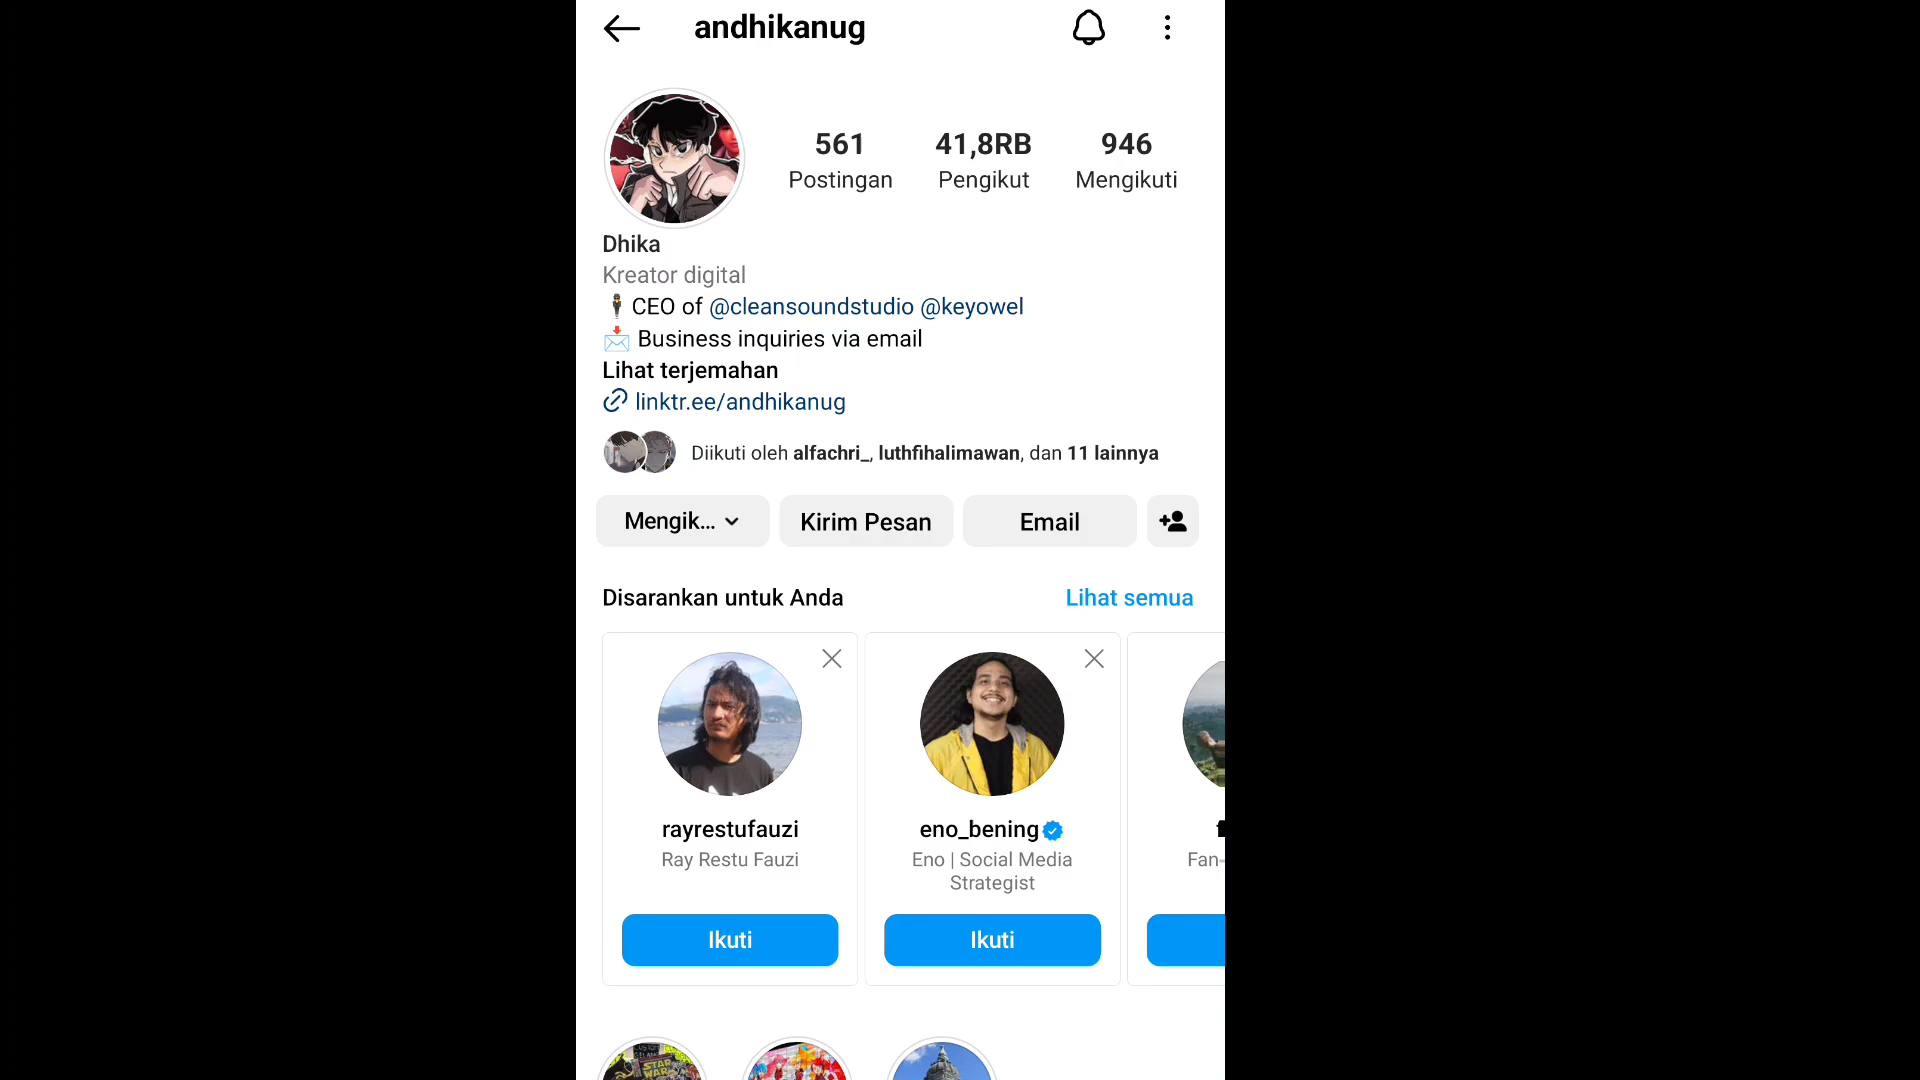 andhikanug
561 41,8RB 946
Postingan Pengikut Mengikuti
Dhika
Kreator digital
CEO of @cleansoundstudio @keyowel
Business inquiries via email
Lihat terjemahan
linktr.ee/andhikanug
Diikuti oleh alfachri_, luthfihalimawan, dan 11 lainnya
Mengik... Kirim Pesan Email
Disarankan untuk Anda Lihat semua
rayrestufauzi eno_bening
Ray Restu Fauzi Eno | Social Media Fan-
Strategist
Ikuti Ikuti
STAR
WAR